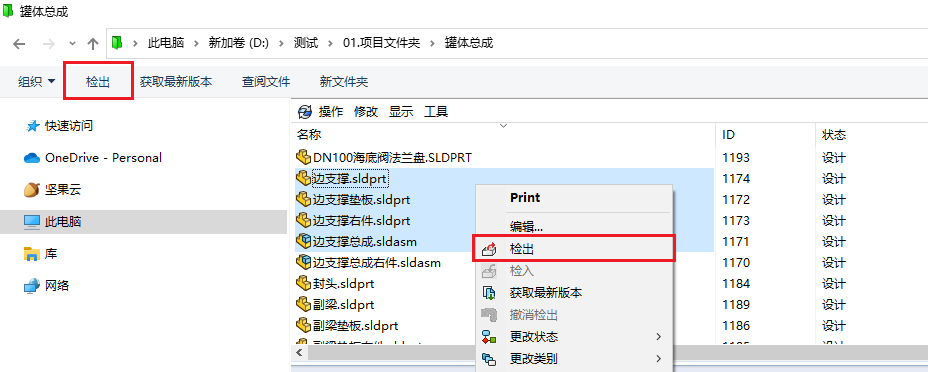 罐体总成
此电脑 › 新加卷 (D:) › 测试 › 01.项目文件夹 › 罐体总成
组织 检出 获取最新版本 查阅文件 新文件夹
快速访问
OneDrive - Personal
坚果云
此电脑
库
网络
操作 修改 显示 工具
名称 ID 状态
DN100海底阀法兰盘.SLDPRT 1193 设计
边支撑.sldprt 1174 设计
边支撑垫板.sldprt 1172 设计
边支撑右件.sldprt 1173 设计
边支撑总成.sldasm 1171 设计
边支撑总成右件.sldasm 1170 设计
封头.sldprt 1184 设计
副梁.sldprt 1189 设计
副梁垫板.sldprt 1186 设计
Print
编辑...
检出
检入
获取最新版本
撤消检出
更改状态
更改类别